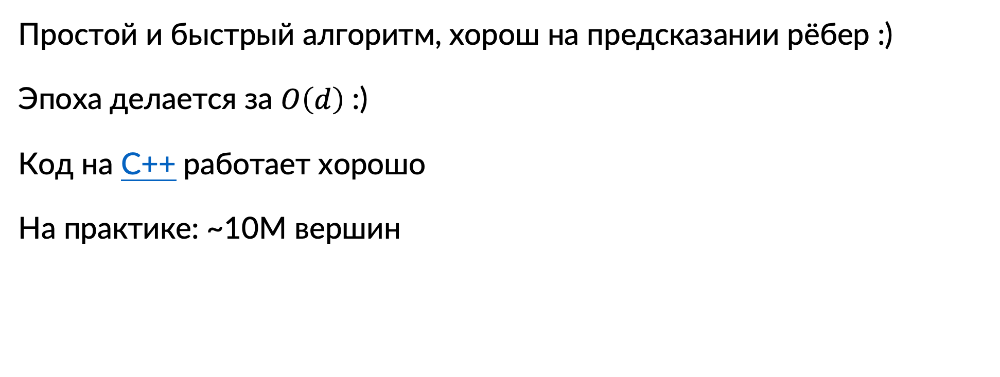 Простой и быстрый алгоритм, хорош на предсказании рёбер :)
Эпоха делается за O(d) :)
Код на C++ работает хорошо
На практике: ~10M вершин